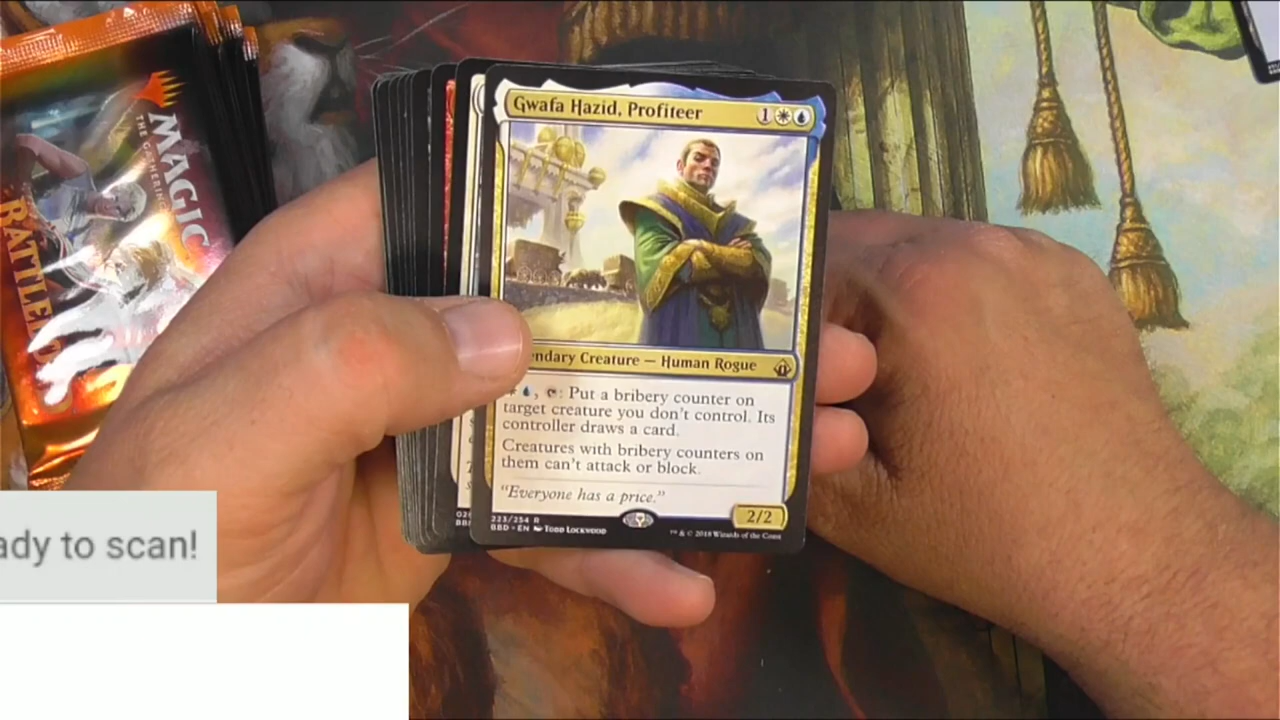 MAGIC
THE GATHERING
BATTLE
Gwafa Hazid, Profiteer
1
endary Creature — Human Rogue
, : Put a bribery counter on
target creature you don't control. Its
controller draws a card.
Creatures with bribery counters on
them can't attack or block.
"Everyone has a price."
2/2
223/254 R
BBD • EN Todd Lockwood
™ & © 2018 Wizards of the Coast
ady to scan!